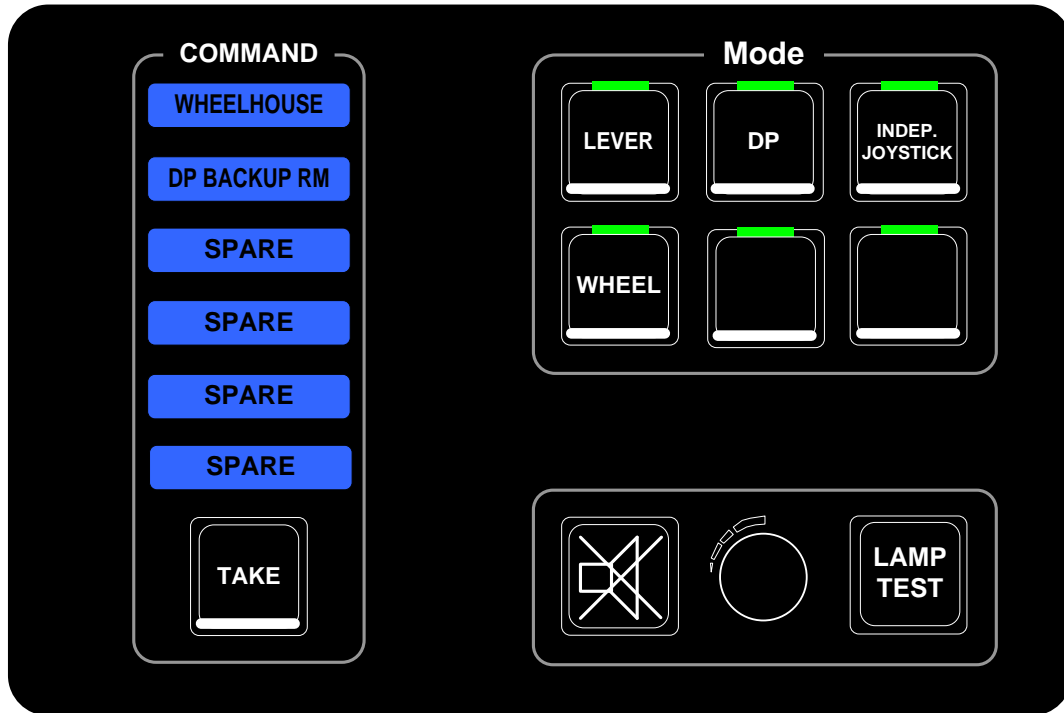 COMMAND
WHEELHOUSE
DP BACKUP RM
SPARE
SPARE
SPARE
SPARE
TAKE
Mode
LEVER
DP
INDEP.
JOYSTICK
WHEEL
LAMP
TEST